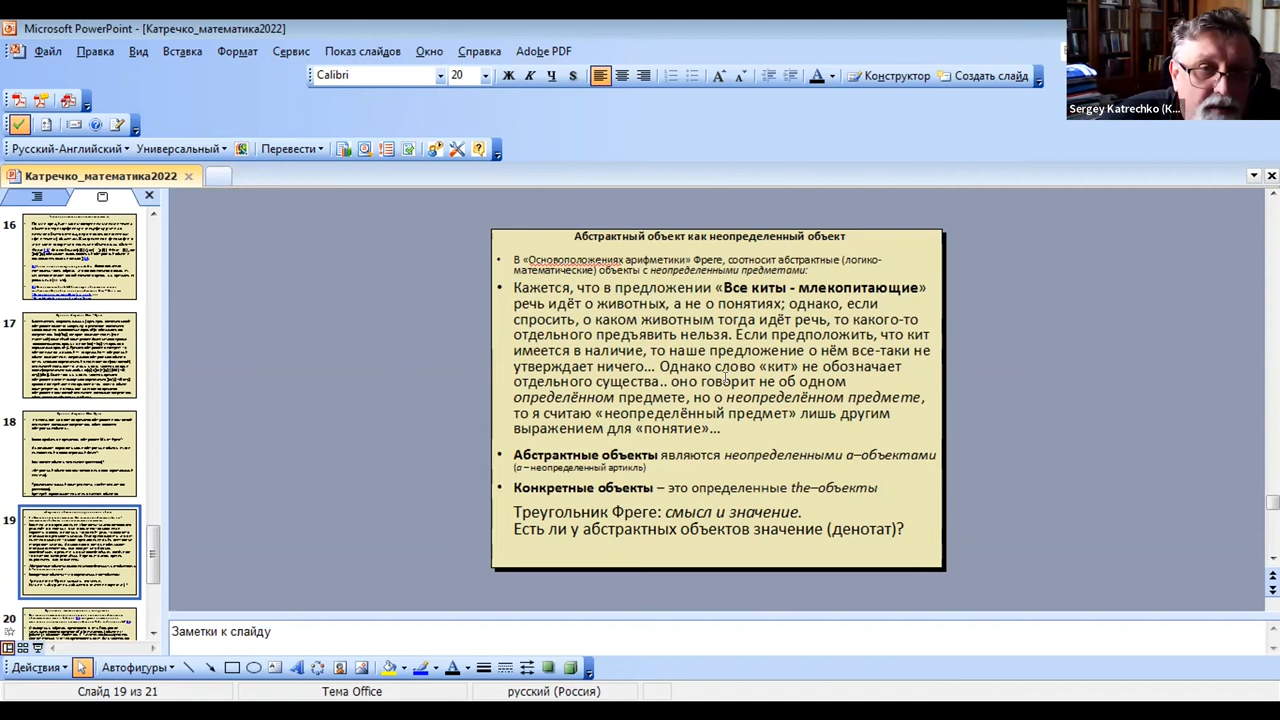 Microsoft PowerPoint - [Катречко_математика2022]
Файл Правка Вид Вставка Формат Сервис Показ слайдов Окно Справка Adobe PDF
Calibri 20 Ж К Ч S А Конструктор Создать слайд
Русский-Английский Универсальный Перевести
Катречко_математика2022
Sergey Katrechko (K...
16
17
18
19
20
Абстрактный объект как неопределенный объект
• В «Основоположениях арифметики» Фреге, соотносит абстрактные (логико-
математические) объекты с неопределенными предметами:
• Кажется, что в предложении «Все киты - млекопитающие»
речь идёт о животных, а не о понятиях; однако, если
спросить, о каком животным тогда идёт речь, то какого-то
отдельного предъявить нельзя. Если предположить, что кит
имеется в наличие, то наше предложение о нём все-таки не
утверждает ничего... Однако слово «кит» не обозначает
отдельного существа.. оно говорит не об одном
определённом предмете, но о неопределённом предмете,
то я считаю «неопределённый предмет» лишь другим
выражением для «понятие»...
• Абстрактные объекты являются неопределенными а–объектами
(а – неопределенный артикль)
• Конкретные объекты – это определенные the–объекты
Треугольник Фреге: смысл и значение.
Есть ли у абстрактных объектов значение (денотат)?
Заметки к слайду
Действия Автофигуры
Слайд 19 из 21 Тема Office русский (Россия)